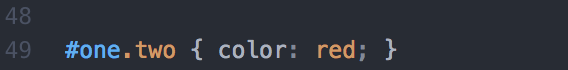 48
49 #one.two { color: red; }